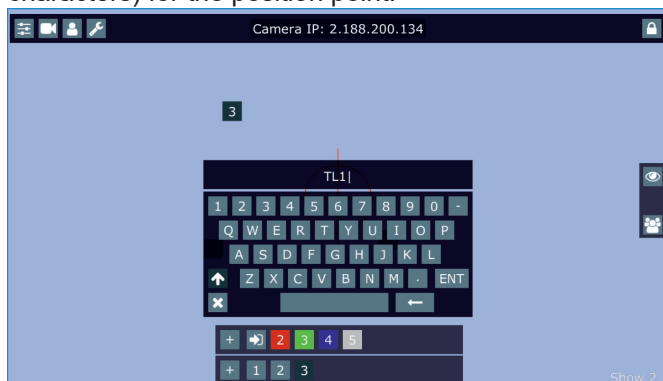 characters) for the position point.
Camera IP: 2.188.200.134
3
TL1|
1 2 3 4 5 6 7 8 9 0 -
Q W E R T Y U I O P
A S D F G H J K L
Z X C V B N M . ENT
+ 2 3 4 5
+ 1 2 3
Show 2